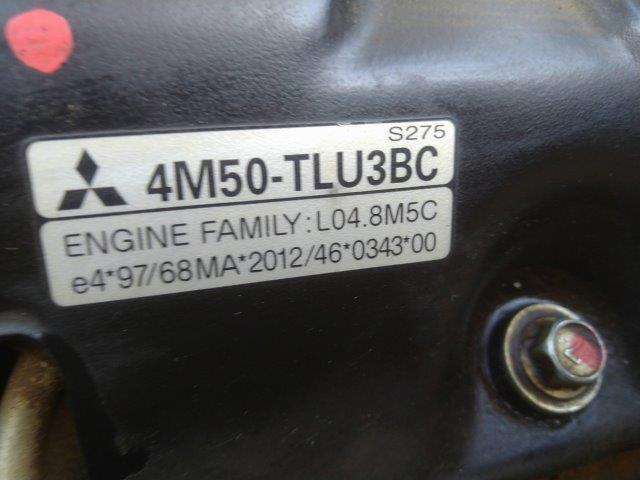 S275
4M50-TLU3BC
ENGINE FAMILY:L04.8M5C
e4*97/68MA*2012/46*0343*00